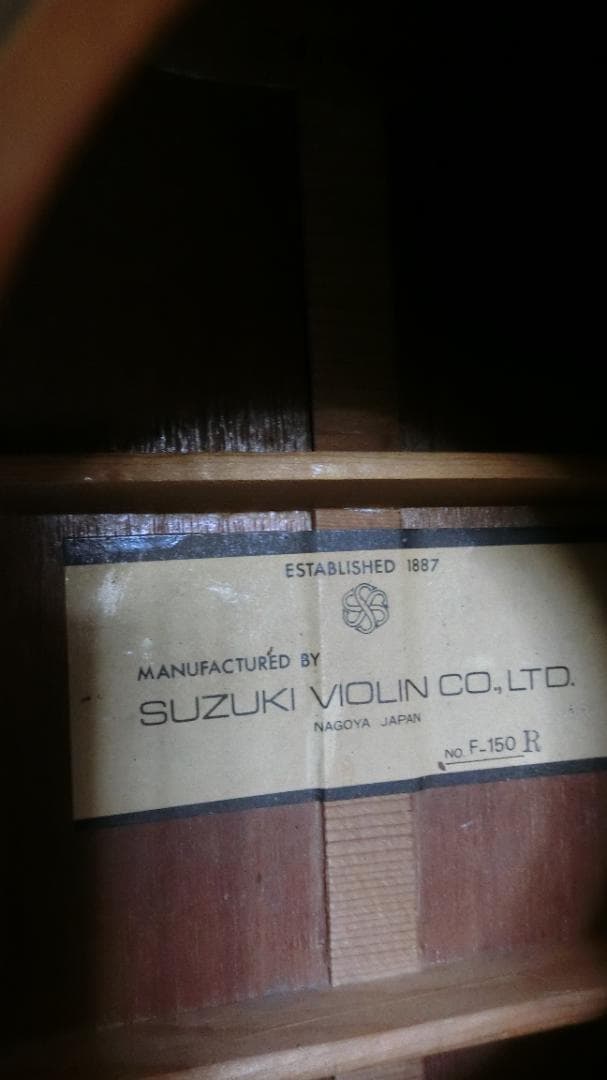 ESTABLISHED 1887
MANUFACTURED BY
SUZUKI VIOLIN CO., LTD.
NAGOYA JAPAN
NO. F-150 R